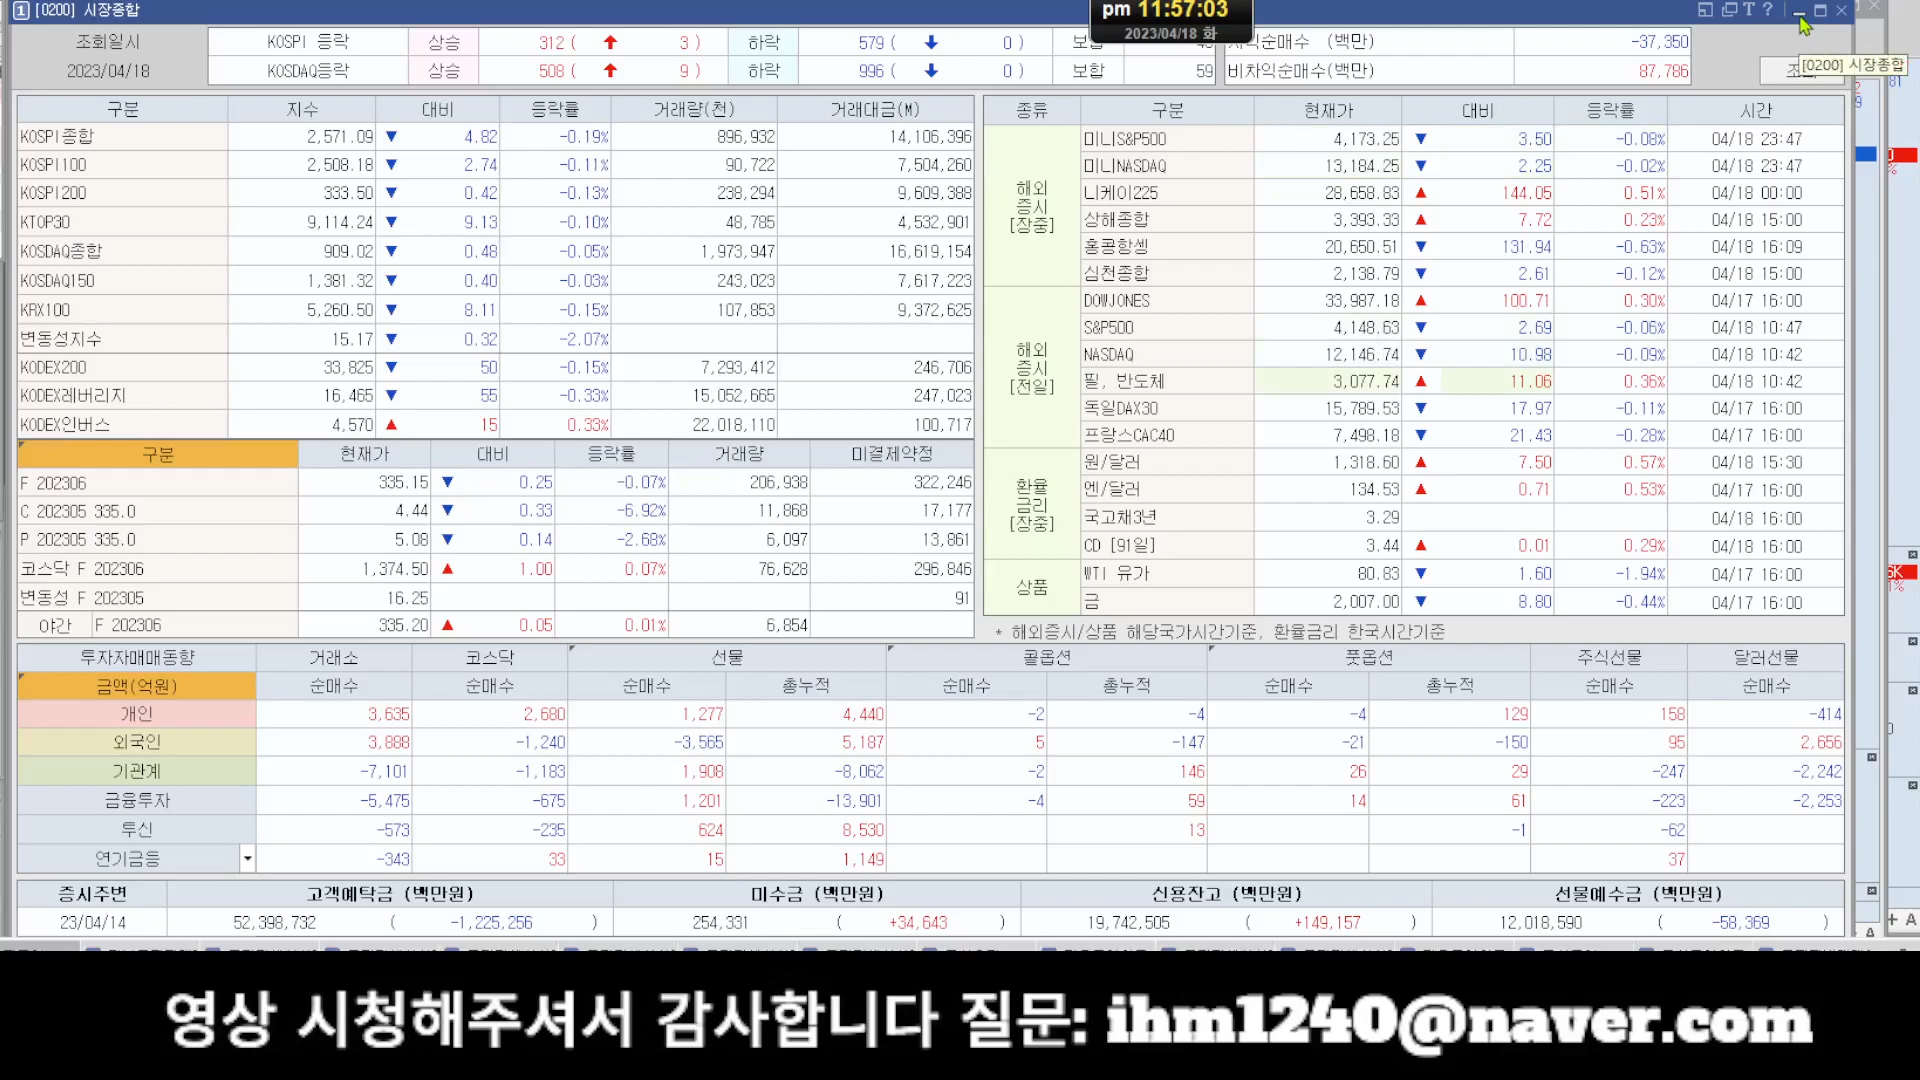 1 [0200] 시장종합
pm 11:57:03
2023/04/18 화
조회일시 KOSPI 등락 상승 312 ( 3 ) 하락 579 ( 0 ) (백만) -37,350
2023/04/18 KOSDAQ등락 상승 508 ( 9 ) 하락 996 ( 0 ) 보합 59 비차익순매수(백만) 87,786
[0200] 시장종합
구분 지수 대비 등락률 거래량(천) 거래대금(M)
KOSPI종합 2,571.09 ▼ 4.82 -0.19% 896,932 14,106,396
KOSPI100 2,508.18 ▼ 2.74 -0.11% 90,722 7,504,260
KOSPI200 333.50 ▼ 0.42 -0.13% 238,294 9,609,388
KTOP30 9,114.24 ▼ 9.13 -0.10% 48,785 4,532,901
KOSDAQ종합 909.02 ▼ 0.48 -0.05% 1,973,947 16,619,154
KOSDAQ150 1,381.32 ▼ 0.40 -0.03% 243,023 7,617,223
KRX100 5,260.50 ▼ 8.11 -0.15% 107,853 9,372,625
변동성지수 15.17 ▼ 0.32 -2.07%
KODEX200 33,825 ▼ 50 -0.15% 7,293,412 246,706
KODEX레버리지 16,465 ▼ 55 -0.33% 15,052,665 247,023
KODEX인버스 4,570 ▲ 15 0.33% 22,018,110 100,717
구분 현재가 대비 등락률 거래량 미결제약정
F 202306 335.15 ▼ 0.25 -0.07% 206,938 322,246
C 202305 335.0 4.44 ▼ 0.33 -6.92% 11,868 17,177
P 202305 335.0 5.08 ▼ 0.14 -2.68% 6,097 13,861
코스닥 F 202306 1,374.50 ▲ 1.00 0.07% 76,628 296,846
변동성 F 202305 16.25 91
야간 F 202306 335.20 ▲ 0.05 0.01% 6,854
종류 구분 현재가 대비 등락률 시간
해외
증시
[장중]
미니S&P500 4,173.25 ▼ 3.50 -0.08% 04/18 23:47
미니NASDAQ 13,184.25 ▼ 2.25 -0.02% 04/18 23:47
니케이225 28,658.83 ▲ 144.05 0.51% 04/18 00:00
상해종합 3,393.33 ▲ 7.72 0.23% 04/18 15:00
홍콩항셍 20,650.51 ▼ 131.94 -0.63% 04/18 16:09
심천종합 2,138.79 ▼ 2.61 -0.12% 04/18 15:00
해외
증시
[전일]
DOWJONES 33,987.18 ▲ 100.71 0.30% 04/17 16:00
S&P500 4,148.63 ▼ 2.69 -0.06% 04/18 10:47
NASDAQ 12,146.74 ▼ 10.98 -0.09% 04/18 10:42
필, 반도체 3,077.74 ▲ 11.06 0.36% 04/18 10:42
독일DAX30 15,789.53 ▼ 17.97 -0.11% 04/17 16:00
프랑스CAC40 7,498.18 ▼ 21.43 -0.28% 04/17 16:00
환율
금리
[장중]
원/달러 1,318.60 ▲ 7.50 0.57% 04/18 15:30
엔/달러 134.53 ▲ 0.71 0.53% 04/17 16:00
국고채3년 3.29 04/18 16:00
CD [91일] 3.44 ▲ 0.01 0.29% 04/18 16:00
상품
WTI 유가 80.83 ▼ 1.60 -1.94% 04/17 16:00
금 2,007.00 ▼ 8.80 -0.44% 04/17 16:00
* 해외증시/상품 해당국가시간기준, 환율금리 한국시간기준
투자자매매동향 거래소 코스닥 선물 콜옵션 풋옵션 주식선물 달러선물
금액(억원) 순매수 순매수 순매수 총누적 순매수 총누적 순매수 총누적 순매수 순매수
개인 3,635 2,680 1,277 4,440 -2 -4 -4 129 158 -414
외국인 3,888 -1,240 -3,565 5,187 5 -147 -21 -150 95 2,656
기관계 -7,101 -1,183 1,908 -8,062 -2 146 26 29 -247 -2,242
금융투자 -5,475 -675 1,201 -13,901 -4 59 14 61 -223 -2,253
투신 -573 -235 624 8,530 13 -1 -62
연기금등 -343 33 15 1,149 37
증시주변 고객예탁금 (백만원) 미수금 (백만원) 신용잔고 (백만원) 선물예수금 (백만원)
23/04/14 52,398,732 ( -1,225,256 ) 254,331 ( +34,643 ) 19,742,505 ( +149,157 ) 12,018,590 ( -58,369 )
영상 시청해주셔서 감사합니다 질문: ihm1240@naver.com